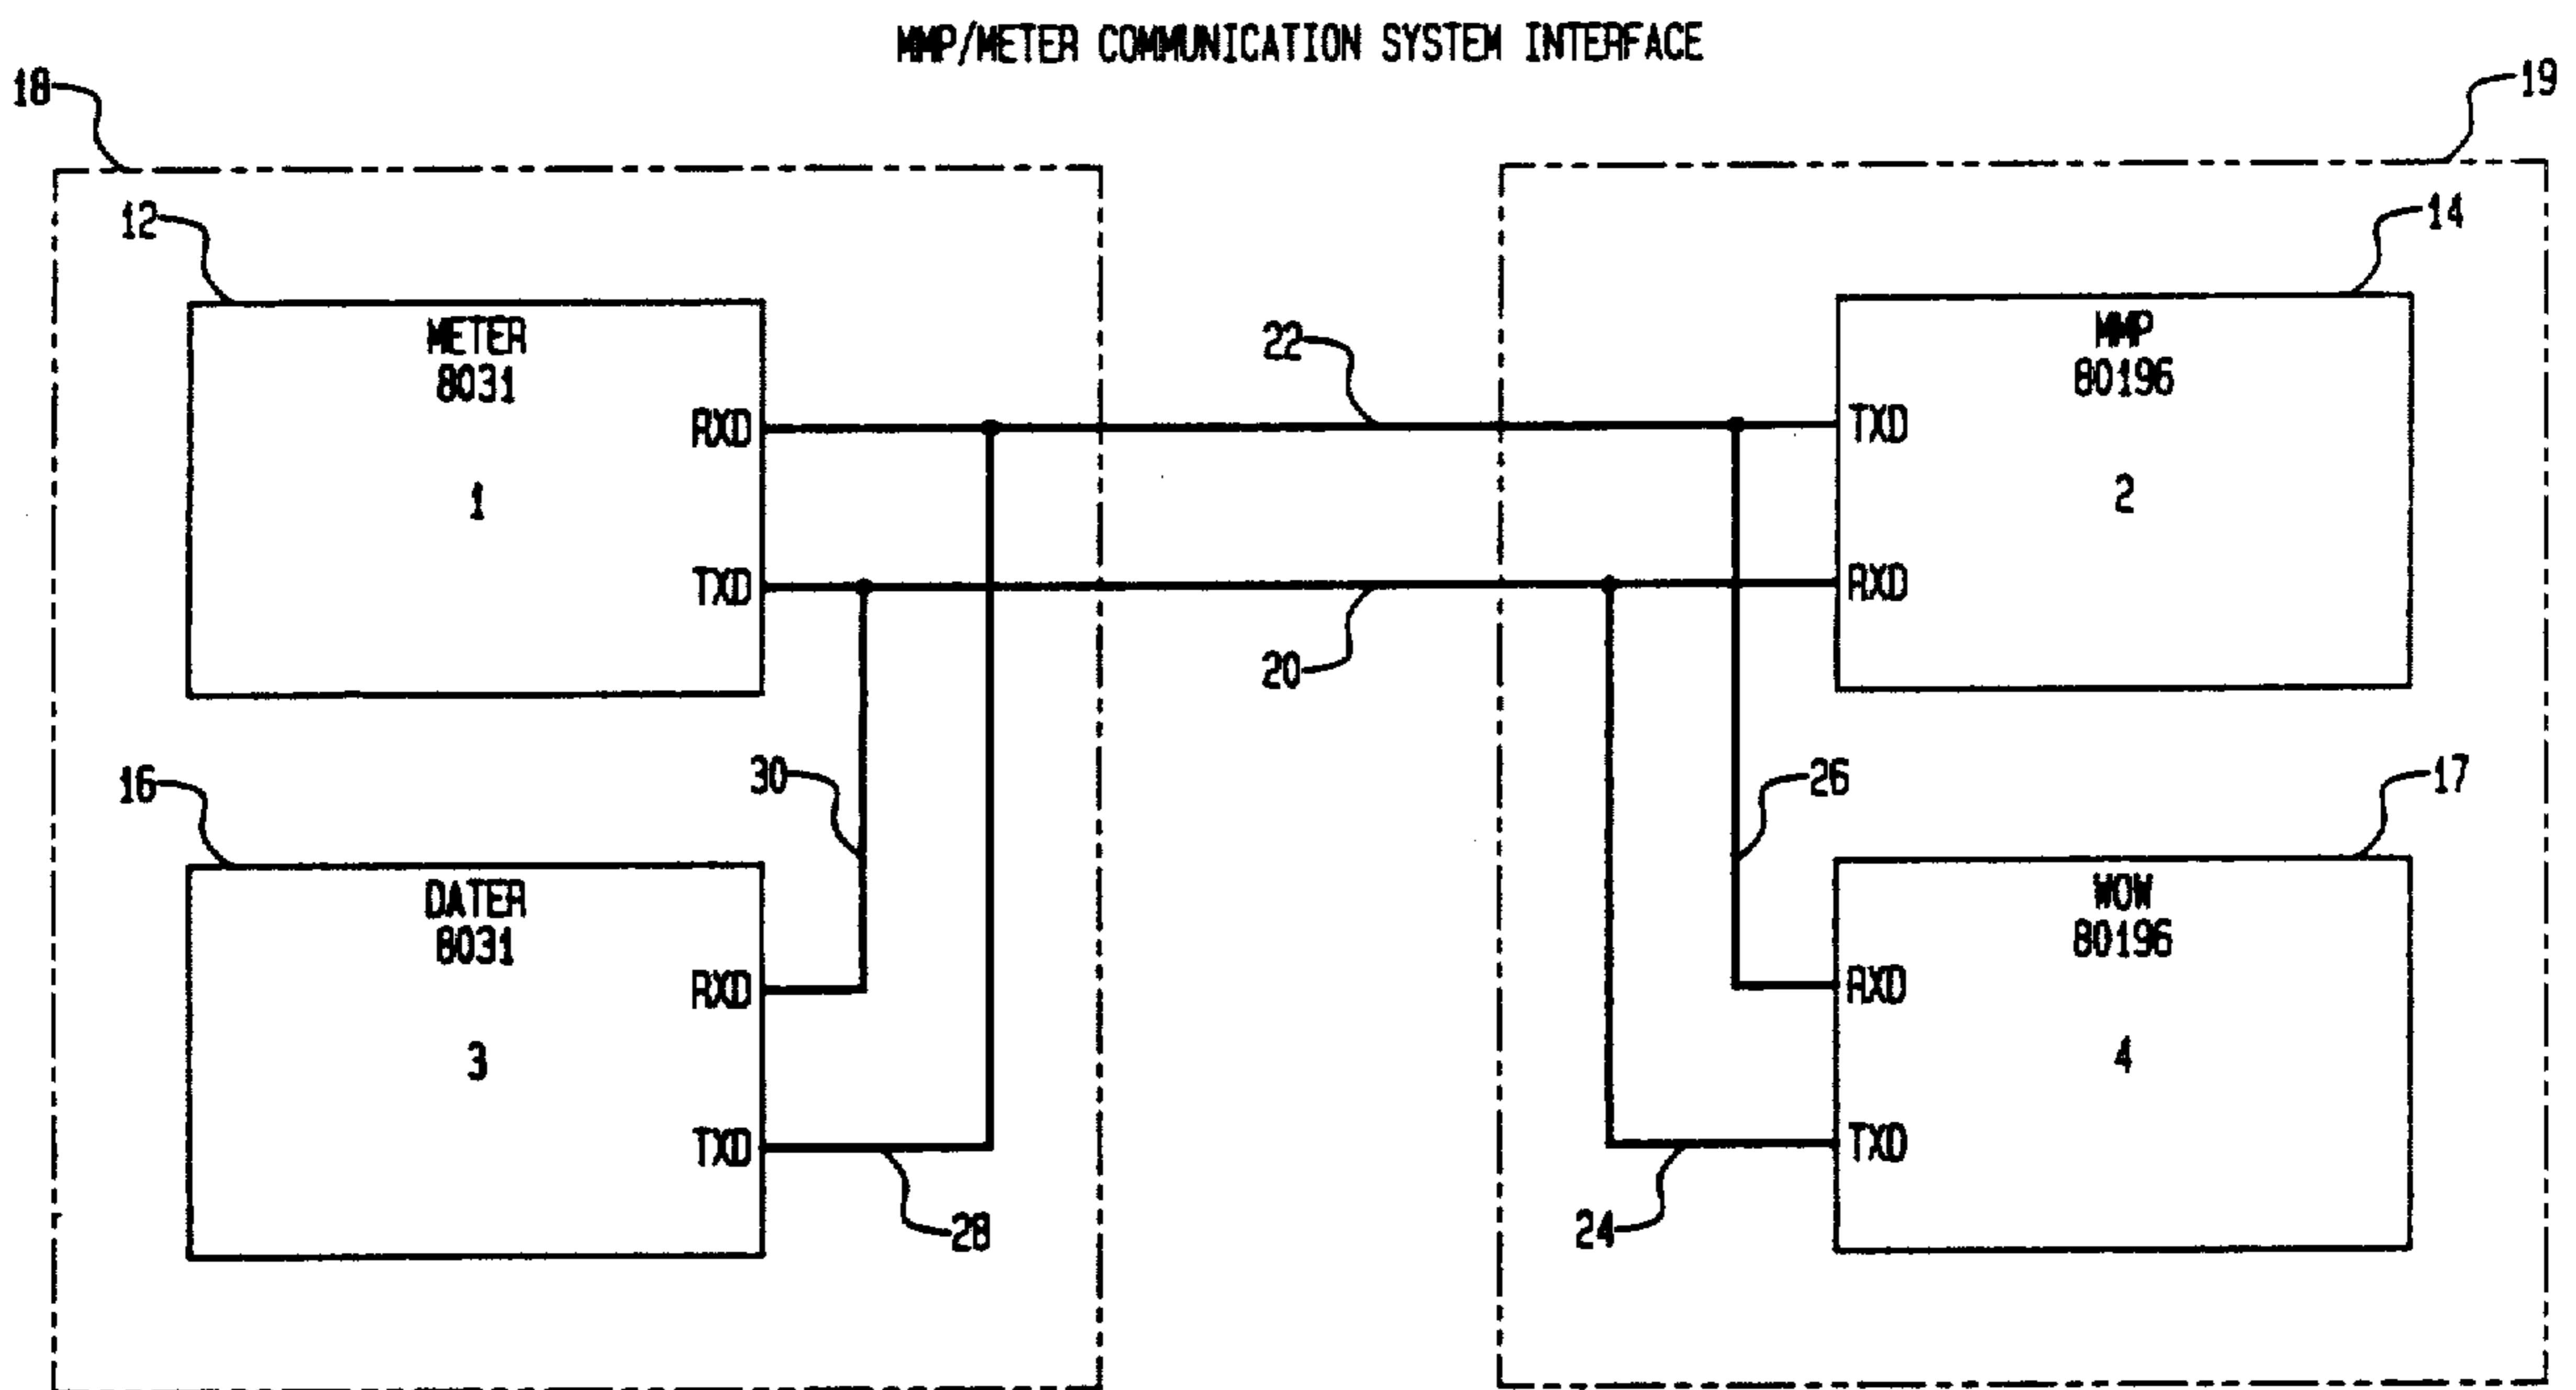 MMP/METER COMMUNICATION SYSTEM INTERFACE
18
19
12
14
METER
8031
RXD
1
TXD
22
20
MMP
80196
TXD
2
RXD
16
30
26
17
DATER
8031
RXD
3
TXD
28
24
WOW
80196
RXD
4
TXD